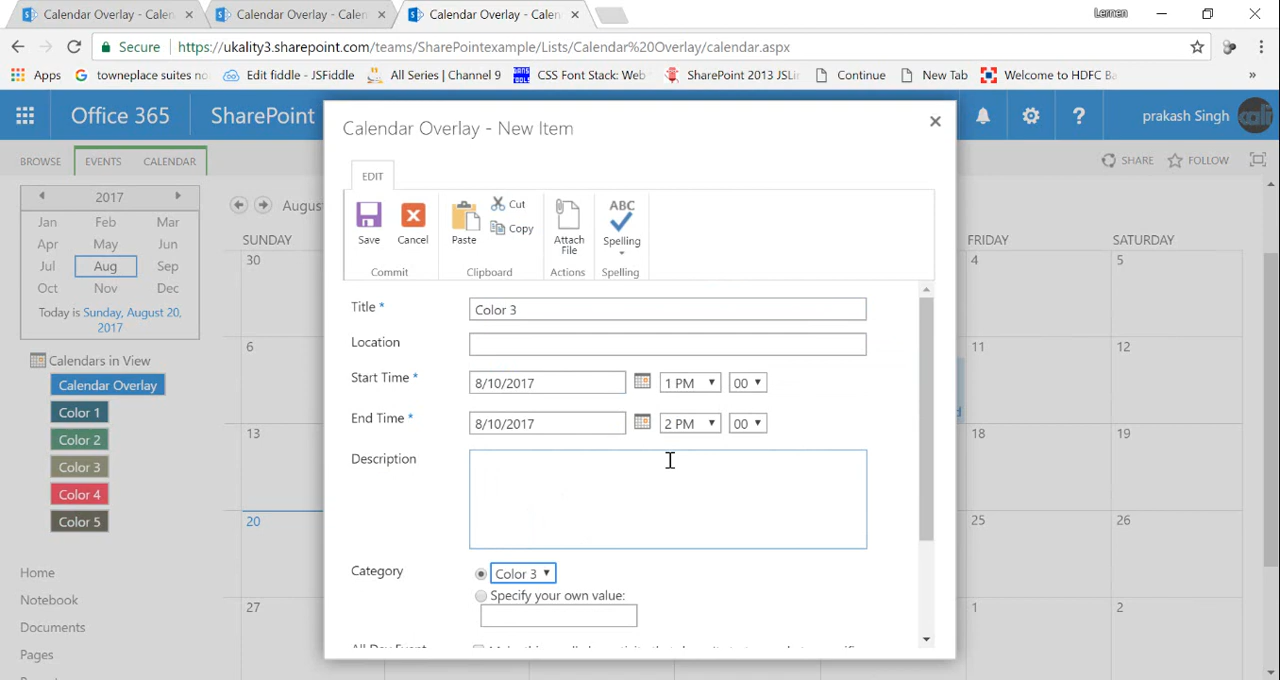 Calendar Overlay - Calen
Calendar Overlay - Calen
Calendar Overlay - Calen
Lernen
Secure
https://ukality3.sharepoint.com/teams/SharePointexample/Lists/Calendar%20Overlay/calendar.aspx
Apps
towneplace suites no
Edit fiddle - JSFiddle
All Series | Channel 9
CSS Font Stack: Web
SharePoint 2013 JSLi
Continue
New Tab
Welcome to HDFC Ba
»
Office 365
SharePoint
?
prakash Singh
BROWSE
EVENTS
CALENDAR
SHARE
FOLLOW
2017
Jan Feb Mar
Apr May Jun
Jul Aug Sep
Oct Nov Dec
Today is Sunday, August 20,
2017
Calendars in View
Calendar Overlay
Color 1
Color 2
Color 3
Color 4
Color 5
Home
Notebook
Documents
Pages
Augus
SUNDAY
FRIDAY
SATURDAY
30
4
5
6
11
12
13
18
19
20
25
26
27
1
2
d
Calendar Overlay - New Item
EDIT
Save
Cancel
Commit
Paste
Cut
Copy
Clipboard
Attach
File
Actions
ABC
Spelling
Spelling
Title *
Color 3
Location
Start Time *
8/10/2017
1 PM
00
End Time *
8/10/2017
2 PM
00
Description
Category
Color 3
Specify your own value: